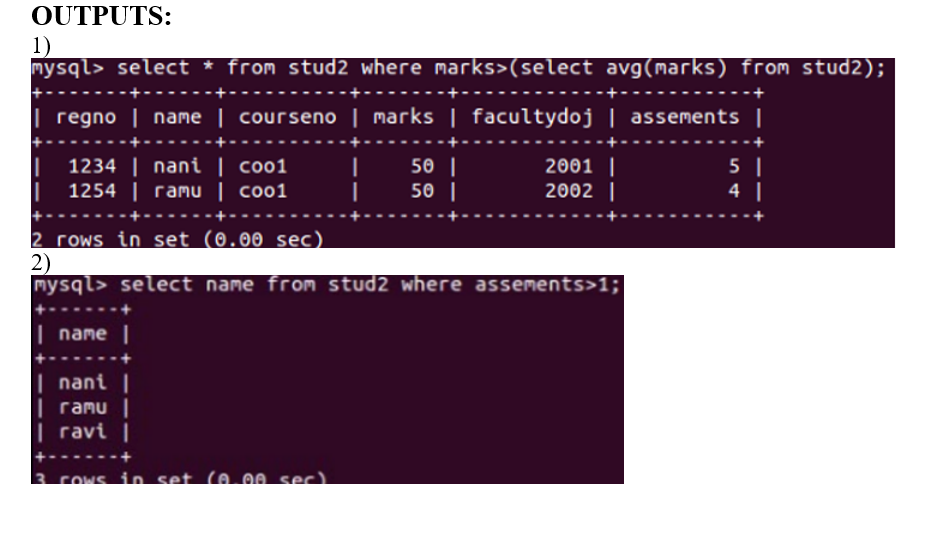 OUTPUTS:
1)
mysql> select * from stud2 where marks>(select avg(marks) from stud2);
+-------+------+----------+-------+------------+-----------+
| regno | name | courseno | marks | facultydoj | assements |
+-------+------+----------+-------+------------+-----------+
|  1234 | nani | coo1     |    50 |       2001 |         5 |
|  1254 | ramu | coo1     |    50 |       2002 |         4 |
+-------+------+----------+-------+------------+-----------+
2 rows in set (0.00 sec)
2)
mysql> select name from stud2 where assements>1;
+------+
| name |
+------+
| nani |
| ramu |
| ravi |
+------+
3 rows in set (0.00 sec)